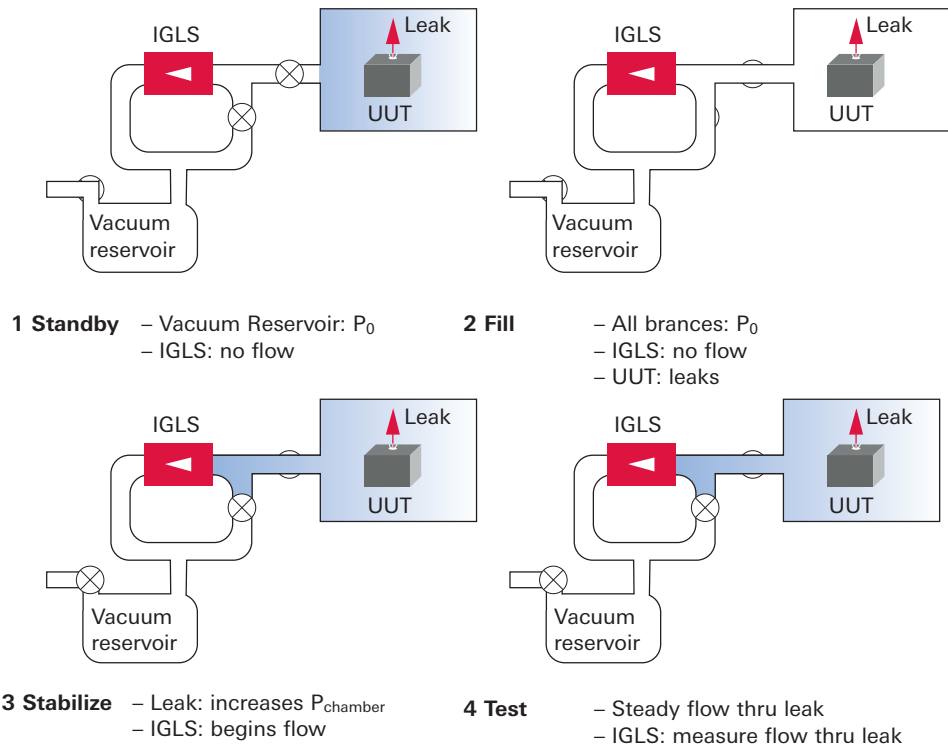 IGLS
Leak
UUT
Vacuum
reservoir
IGLS
Leak
UUT
Vacuum
reservoir
1 Standby – Vacuum Reservoir: P₀
– IGLS: no flow
2 Fill – All brances: P₀
– IGLS: no flow
– UUT: leaks
IGLS
Leak
UUT
Vacuum
reservoir
IGLS
Leak
UUT
Vacuum
reservoir
3 Stabilize – Leak: increases Pchamber
– IGLS: begins flow
4 Test – Steady flow thru leak
– IGLS: measure flow thru leak